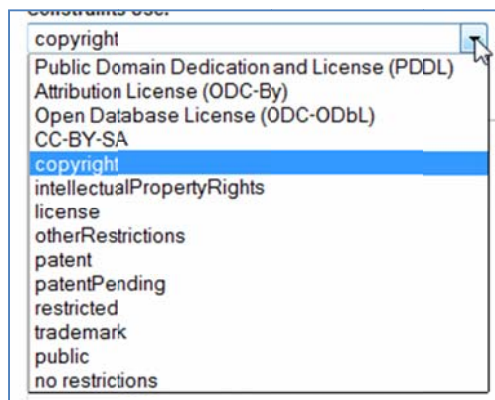 Constraints Use:
copyright
Public Domain Dedication and License (PDDL)
Attribution License (ODC-By)
Open Database License (ODC-ODbL)
CC-BY-SA
copyright
intellectualPropertyRights
license
otherRestrictions
patent
patentPending
restricted
trademark
public
no restrictions